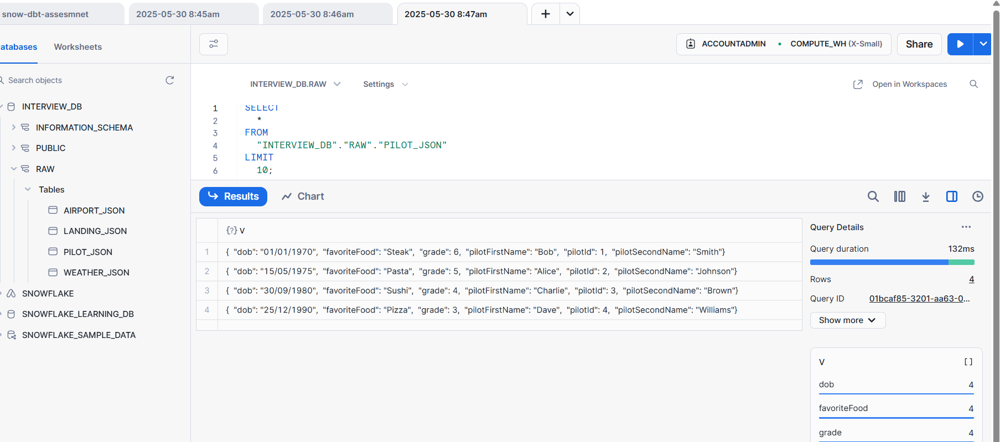 snow-dbt-assesmnet
2025-05-30 8:45am
2025-05-30 8:46am
2025-05-30 8:47am
atabases
Worksheets
ACCOUNTADMIN
COMPUTE_WH (X-Small)
Share
Search objects
INTERVIEW_DB
INFORMATION_SCHEMA
PUBLIC
RAW
Tables
AIRPORT_JSON
LANDING_JSON
PILOT_JSON
WEATHER_JSON
SNOWFLAKE
SNOWFLAKE_LEARNING_DB
SNOWFLAKE_SAMPLE_DATA
INTERVIEW_DB.RAW
Settings
Open in Workspaces
1 SELECT
2 *
3 FROM
4 "INTERVIEW_DB"."RAW"."PILOT_JSON"
5 LIMIT
6 10;
Results
Chart
{?} V
1 { "dob": "01/01/1970", "favoriteFood": "Steak", "grade": 6, "pilotFirstName": "Bob", "pilotId": 1, "pilotSecondName": "Smith"}
2 { "dob": "15/05/1975", "favoriteFood": "Pasta", "grade": 5, "pilotFirstName": "Alice", "pilotId": 2, "pilotSecondName": "Johnson"}
3 { "dob": "30/09/1980", "favoriteFood": "Sushi", "grade": 4, "pilotFirstName": "Charlie", "pilotId": 3, "pilotSecondName": "Brown"}
4 { "dob": "25/12/1990", "favoriteFood": "Pizza", "grade": 3, "pilotFirstName": "Dave", "pilotId": 4, "pilotSecondName": "Williams"}
Query Details
Query duration 132ms
Rows 4
Query ID 01bcaf85-3201-aa63-0...
Show more
V
dob 4
favoriteFood 4
grade 4